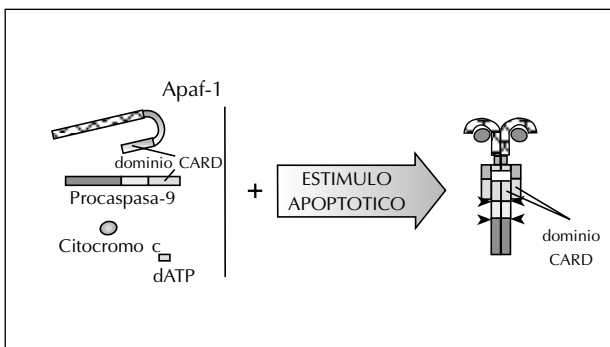 Apaf-1
dominio CARD
Procaspasa-9
Citocromo c
dATP
+
ESTIMULO
APOPTOTICO
dominio
CARD